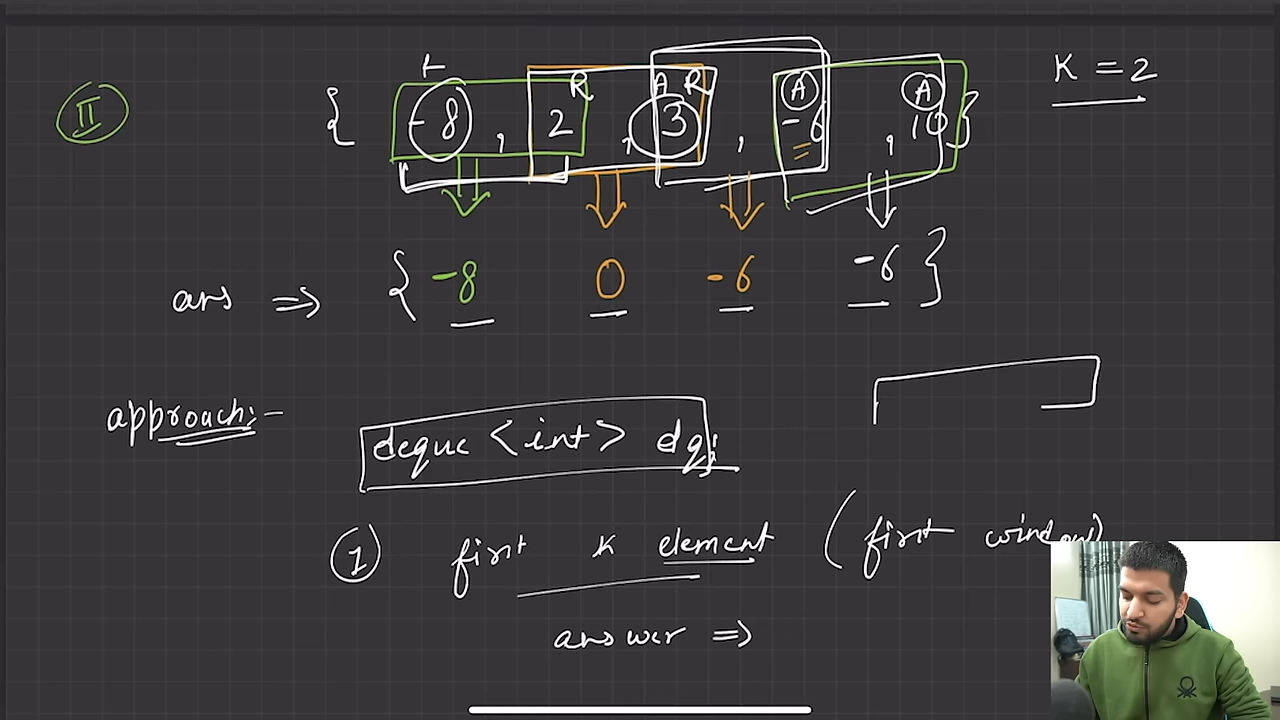 II { -8 , 2 , 3 , -6 , 10 } K = 2
R A R A A
ans => { -8 0 -6 -6 }
approach:-
deque <int> dq;
1 first K element (first window)
answer =>